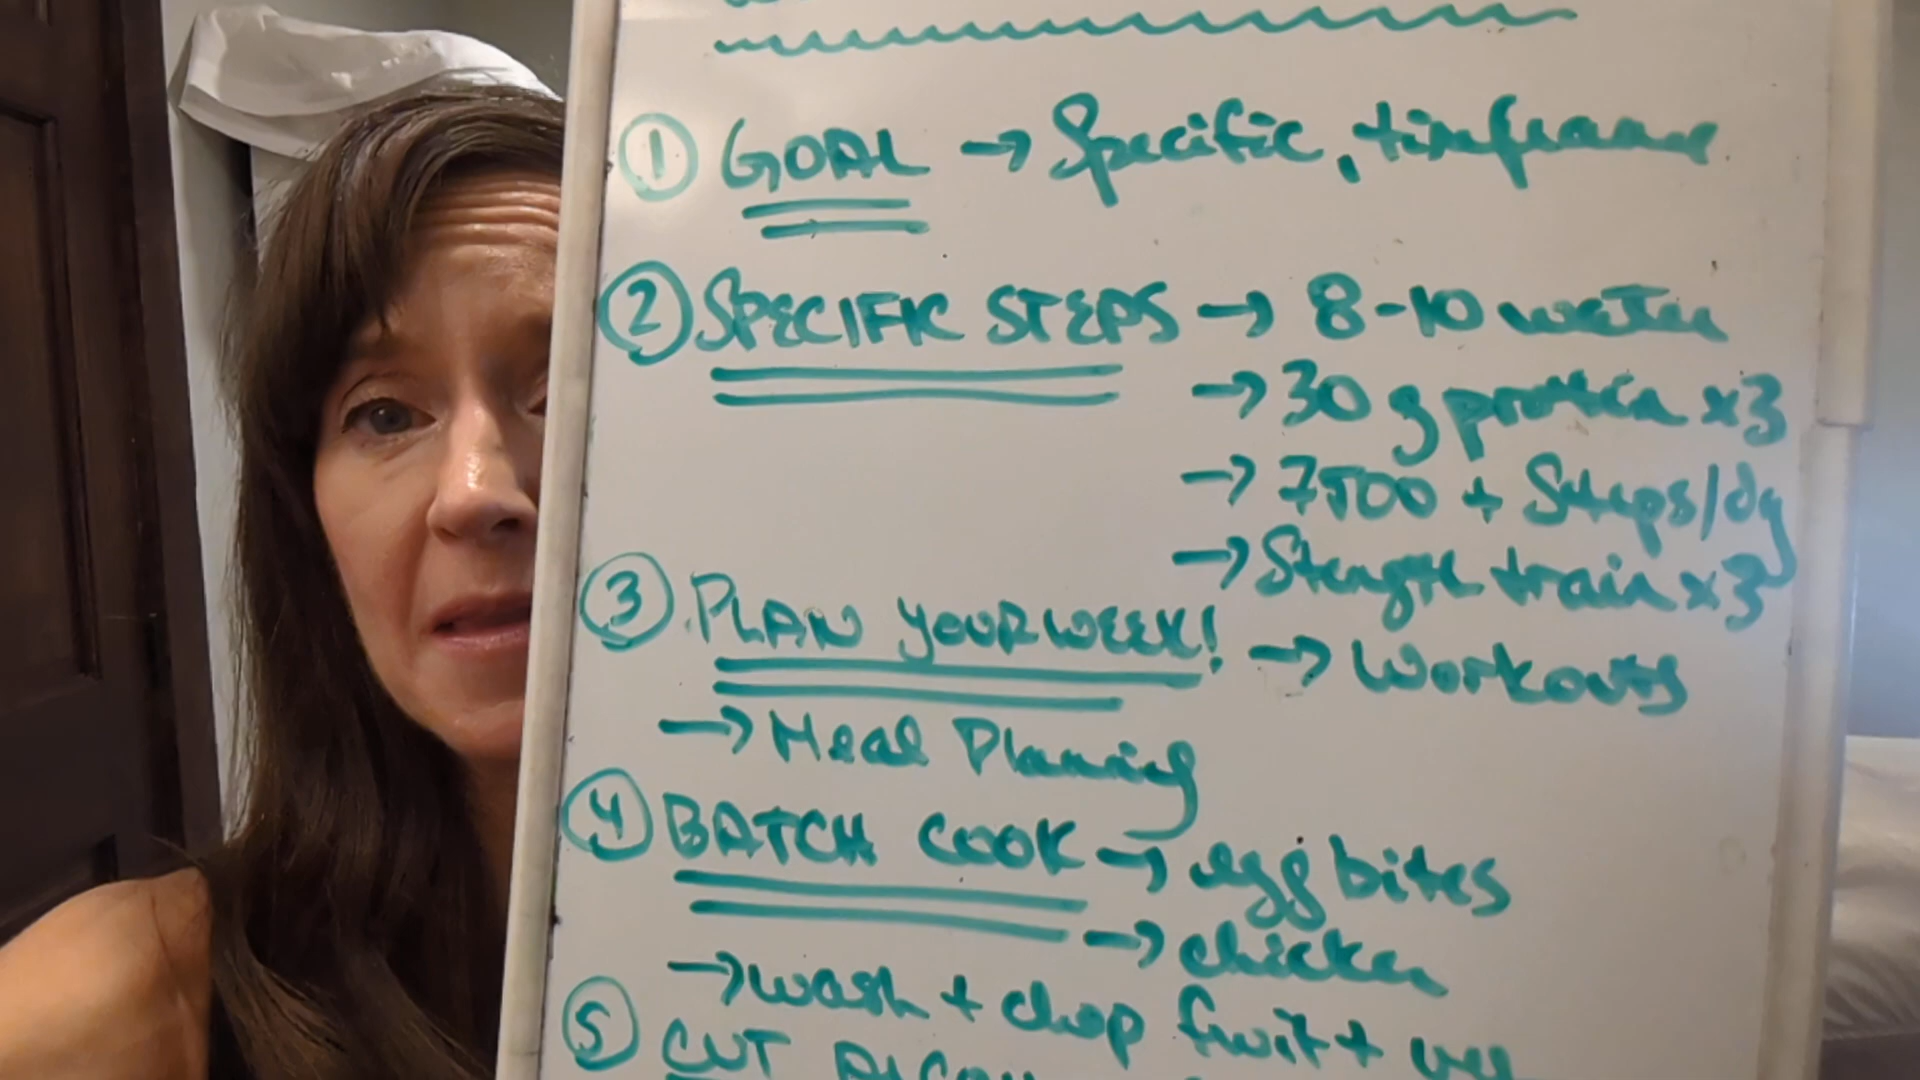 ① GOAL → Specific, timeframe
② SPECIFIC STEPS → 8-10 water
→ 30 g protein x3
→ 7500 + Steps/dy
→ Strength train x3
③ PLAN YOUR WEEK! → Workouts
→ Meal Planning
④ BATCH COOK → egg bites
→ chicken
→ wash + chop fruit + veg
⑤ CUT